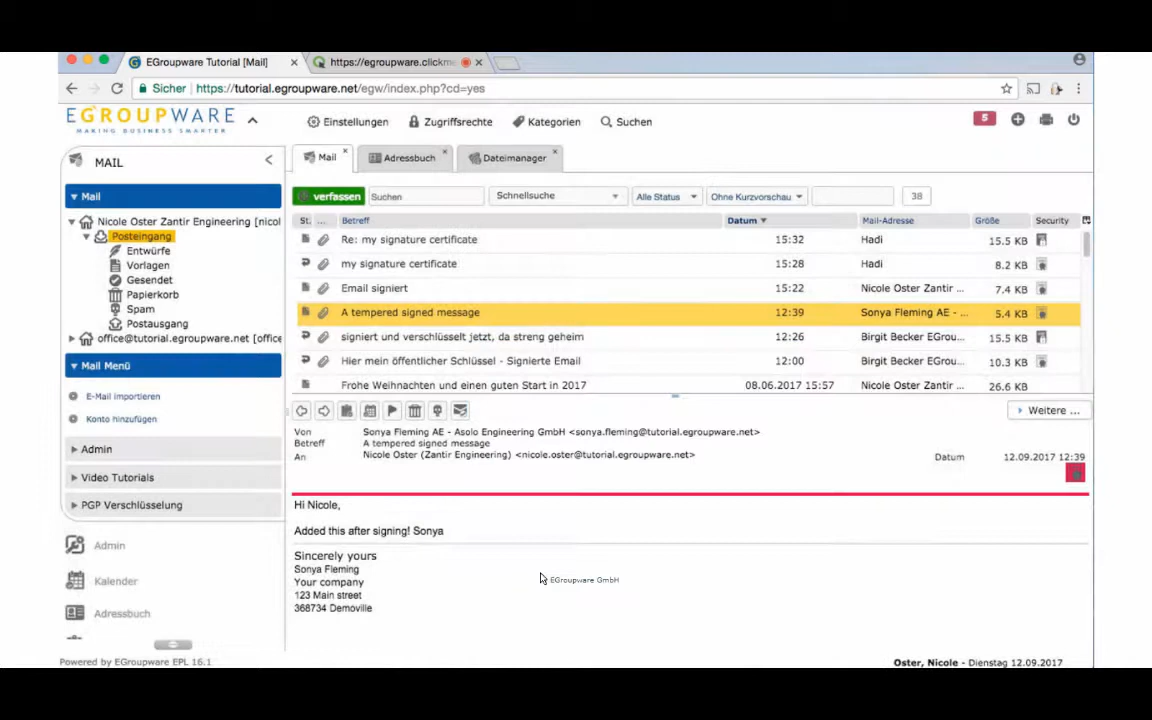 EGroupware Tutorial [Mail] × https://egroupware.clickme ×
Sicher https://tutorial.egroupware.net/egw/index.php?cd=yes
EGROUPWARE
MAKING BUSINESS SMARTER
Einstellungen Zugriffsrechte Kategorien Suchen 5
MAIL
Mail Adressbuch Dateimanager
Mail
verfassen Suchen Schnellsuche Alle Status Ohne Kurzvorschau 38
Nicole Oster Zantir Engineering [nicol
Posteingang
Entwürfe
Vorlagen
Gesendet
Papierkorb
Spam
Postausgang
office@tutorial.egroupware.net [office
Mail Menü
E-Mail importieren
Konto hinzufügen
Admin
Video Tutorials
PGP Verschlüsselung
Admin
Kalender
Adressbuch
St. ... Betreff Datum Mail-Adresse Größe Security
Re: my signature certificate 15:32 Hadi 15.5 KB
my signature certificate 15:28 Hadi 8.2 KB
Email signiert 15:22 Nicole Oster Zantir ... 7.4 KB
A tempered signed message 12:39 Sonya Fleming AE - ... 5.4 KB
signiert und verschlüsselt jetzt, da streng geheim 12:26 Birgit Becker EGrou... 15.5 KB
Hier mein öffentlicher Schlüssel - Signierte Email 12:00 Birgit Becker EGrou... 10.3 KB
Frohe Weihnachten und einen guten Start in 2017 08.06.2017 15:57 Nicole Oster Zantir ... 26.6 KB
Weitere ...
Von Sonya Fleming AE - Asolo Engineering GmbH <sonya.fleming@tutorial.egroupware.net>
Betreff A tempered signed message
An Nicole Oster (Zantir Engineering) <nicole.oster@tutorial.egroupware.net> Datum 12.09.2017 12:39
Hi Nicole,
Added this after signing! Sonya
Sincerely yours
Sonya Fleming
Your company
123 Main street
368734 Demoville
EGroupware GmbH
Powered by EGroupware EPL 16.1
Oster, Nicole - Dienstag 12.09.2017